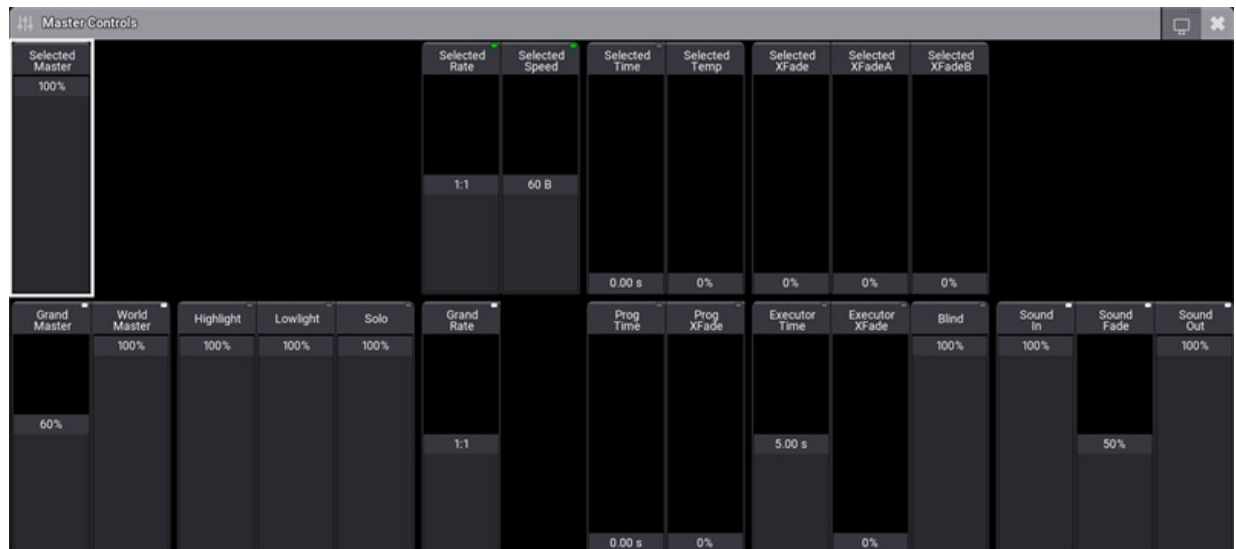 Master Controls
Selected Master
Selected Rate
Selected Speed
Selected Time
Selected Temp
Selected XFade
Selected XFadeA
Selected XFadeB
100%
1:1
60 B
0.00 s
0%
0%
0%
0%
Grand Master
World Master
Highlight
Lowlight
Solo
Grand Rate
Prog Time
Prog XFade
Executor Time
Executor XFade
Blind
Sound In
Sound Fade
Sound Out
100%
100%
100%
100%
100%
100%
100%
60%
1:1
5.00 s
50%
0.00 s
0%
0%